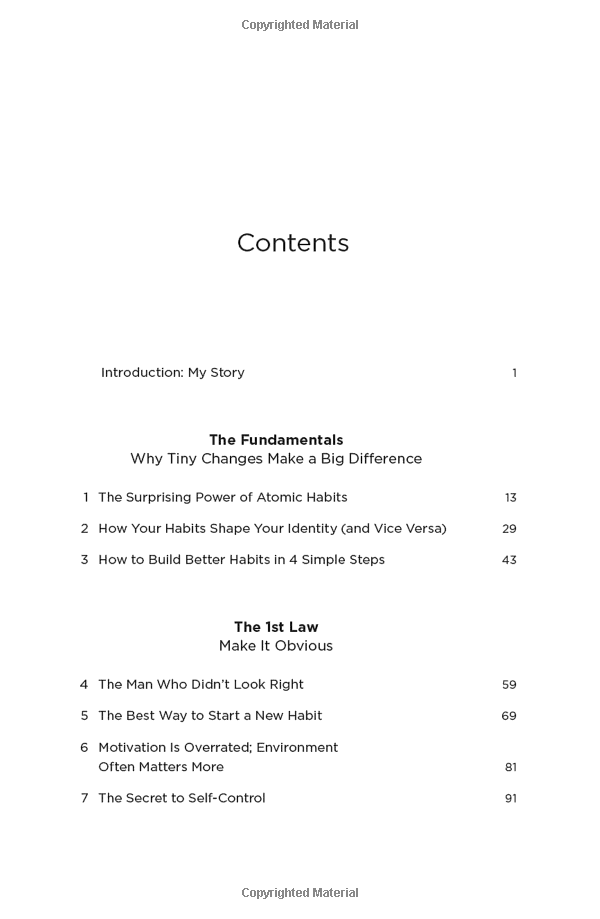 Copyrighted Material
Contents
Introduction: My Story 1
The Fundamentals
Why Tiny Changes Make a Big Difference
1 The Surprising Power of Atomic Habits 13
2 How Your Habits Shape Your Identity (and Vice Versa) 29
3 How to Build Better Habits in 4 Simple Steps 43
The 1st Law
Make It Obvious
4 The Man Who Didn’t Look Right 59
5 The Best Way to Start a New Habit 69
6 Motivation Is Overrated; Environment
Often Matters More 81
7 The Secret to Self-Control 91
Copyrighted Material